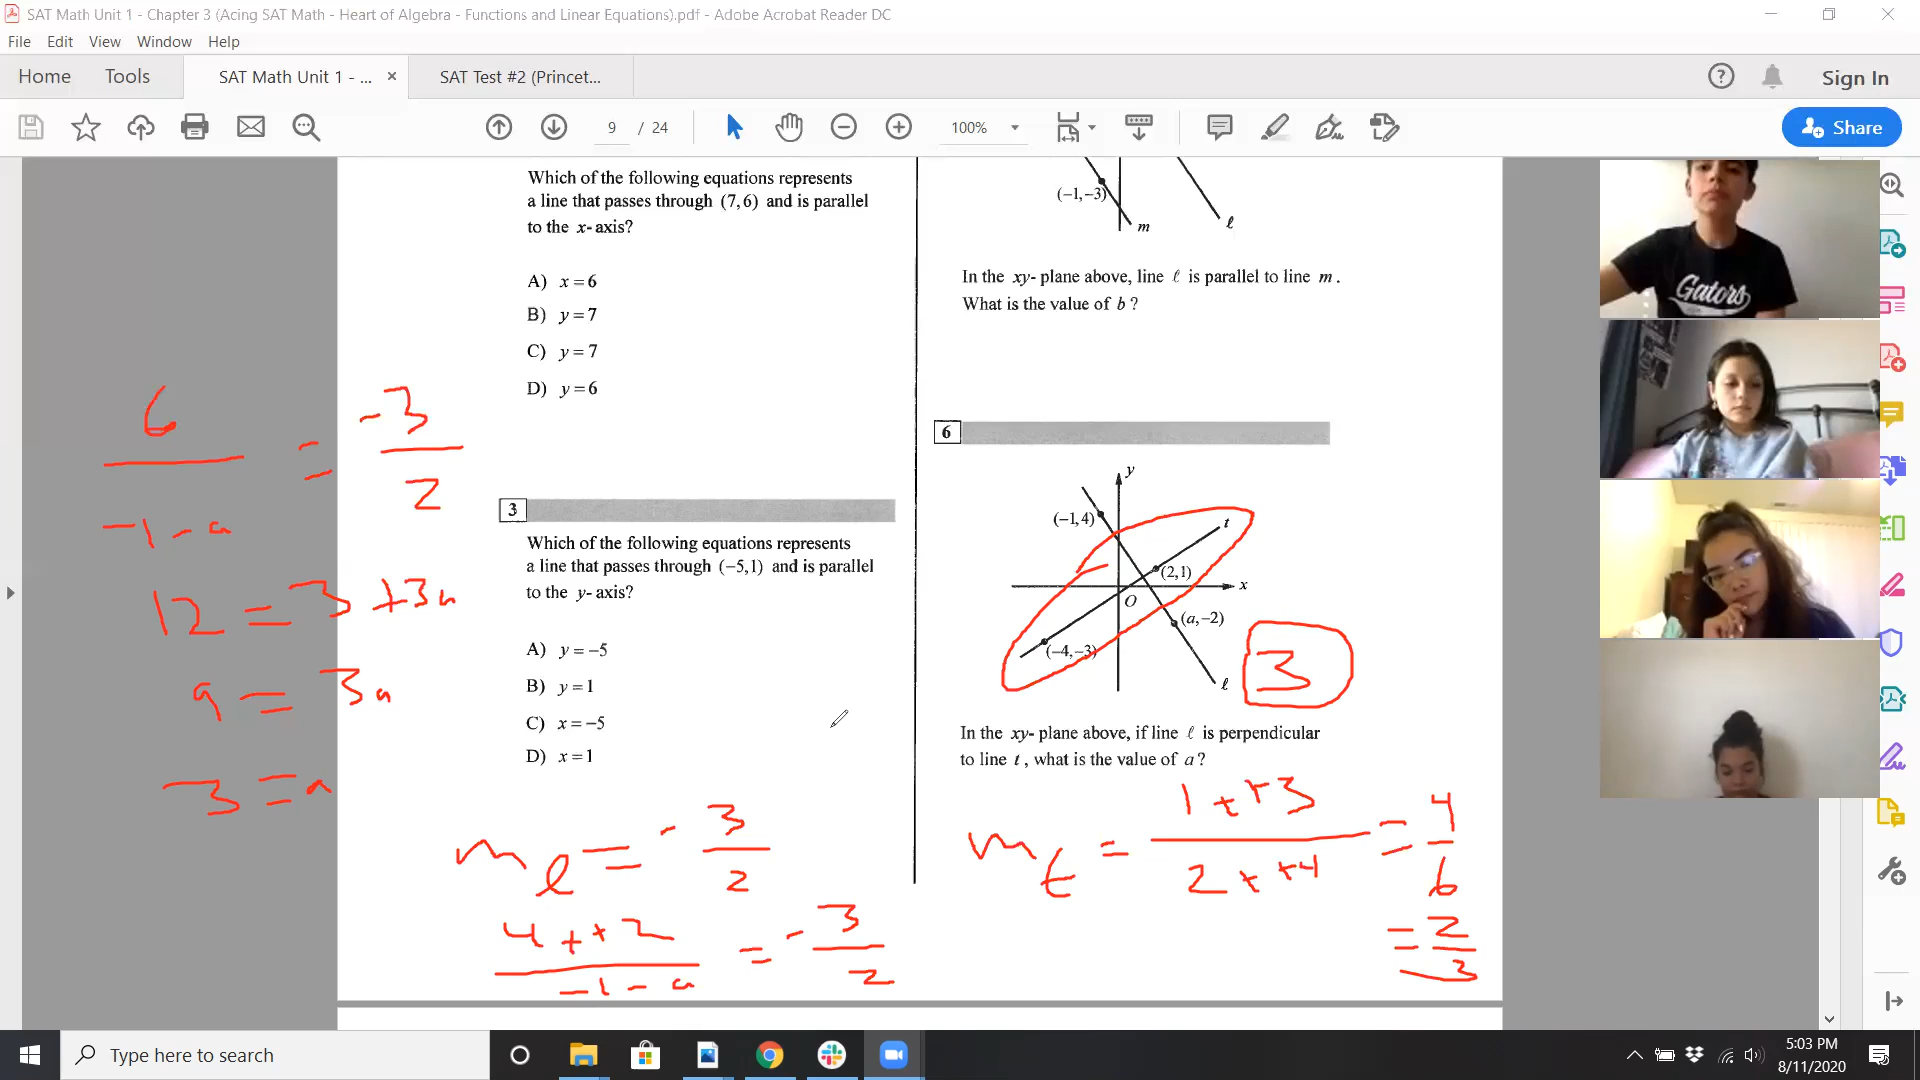 SAT Math Unit 1 - Chapter 3 (Acing SAT Math - Heart of Algebra - Functions and Linear Equations).pdf - Adobe Acrobat Reader DC
File Edit View Window Help
Home Tools SAT Math Unit 1 - ... × SAT Test #2 (Princet... Sign In
9 / 24 100% Share
Which of the following equations represents
a line that passes through (7,6) and is parallel
to the x-axis?
A) x = 6
B) y = 7
C) y = 7
D) y = 6
3
Which of the following equations represents
a line that passes through (−5,1) and is parallel
to the y-axis?
A) y = −5
B) y = 1
C) x = −5
D) x = 1
(−1,−3)
m
ℓ
In the xy- plane above, line ℓ is parallel to line m.
What is the value of b?
6
y
(−1,4)
t
(2,1)
x
O
(a,−2)
(−4,−3)
ℓ
3
In the xy- plane above, if line ℓ is perpendicular
to line t, what is the value of a?
6 / −1 − a = −3 / 2
12 = 3 + 3a
9 = 3a
3 = a
m ℓ = − 3 / 2
4 + + 2 / −1 − a = − 3 / 2
m t = 1 + + 3 / 2 + + 4 = 4 / 6
= 2 / 3
Gators
Type here to search
5:03 PM
8/11/2020